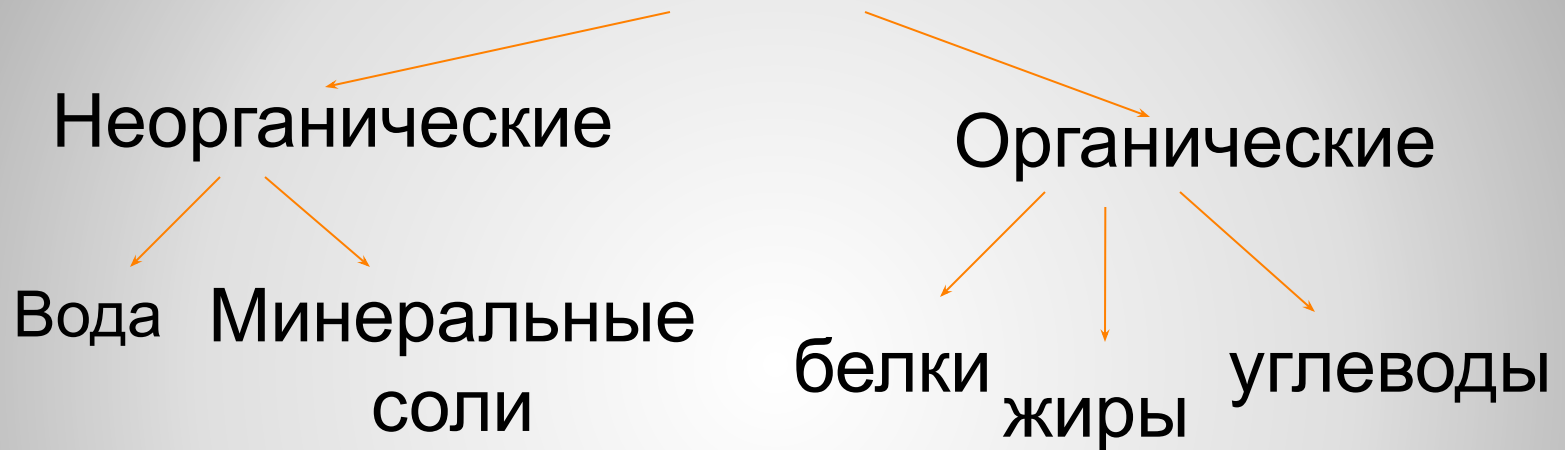 Неорганические
Органические
Вода
Минеральные
соли
белки
жиры
углеводы